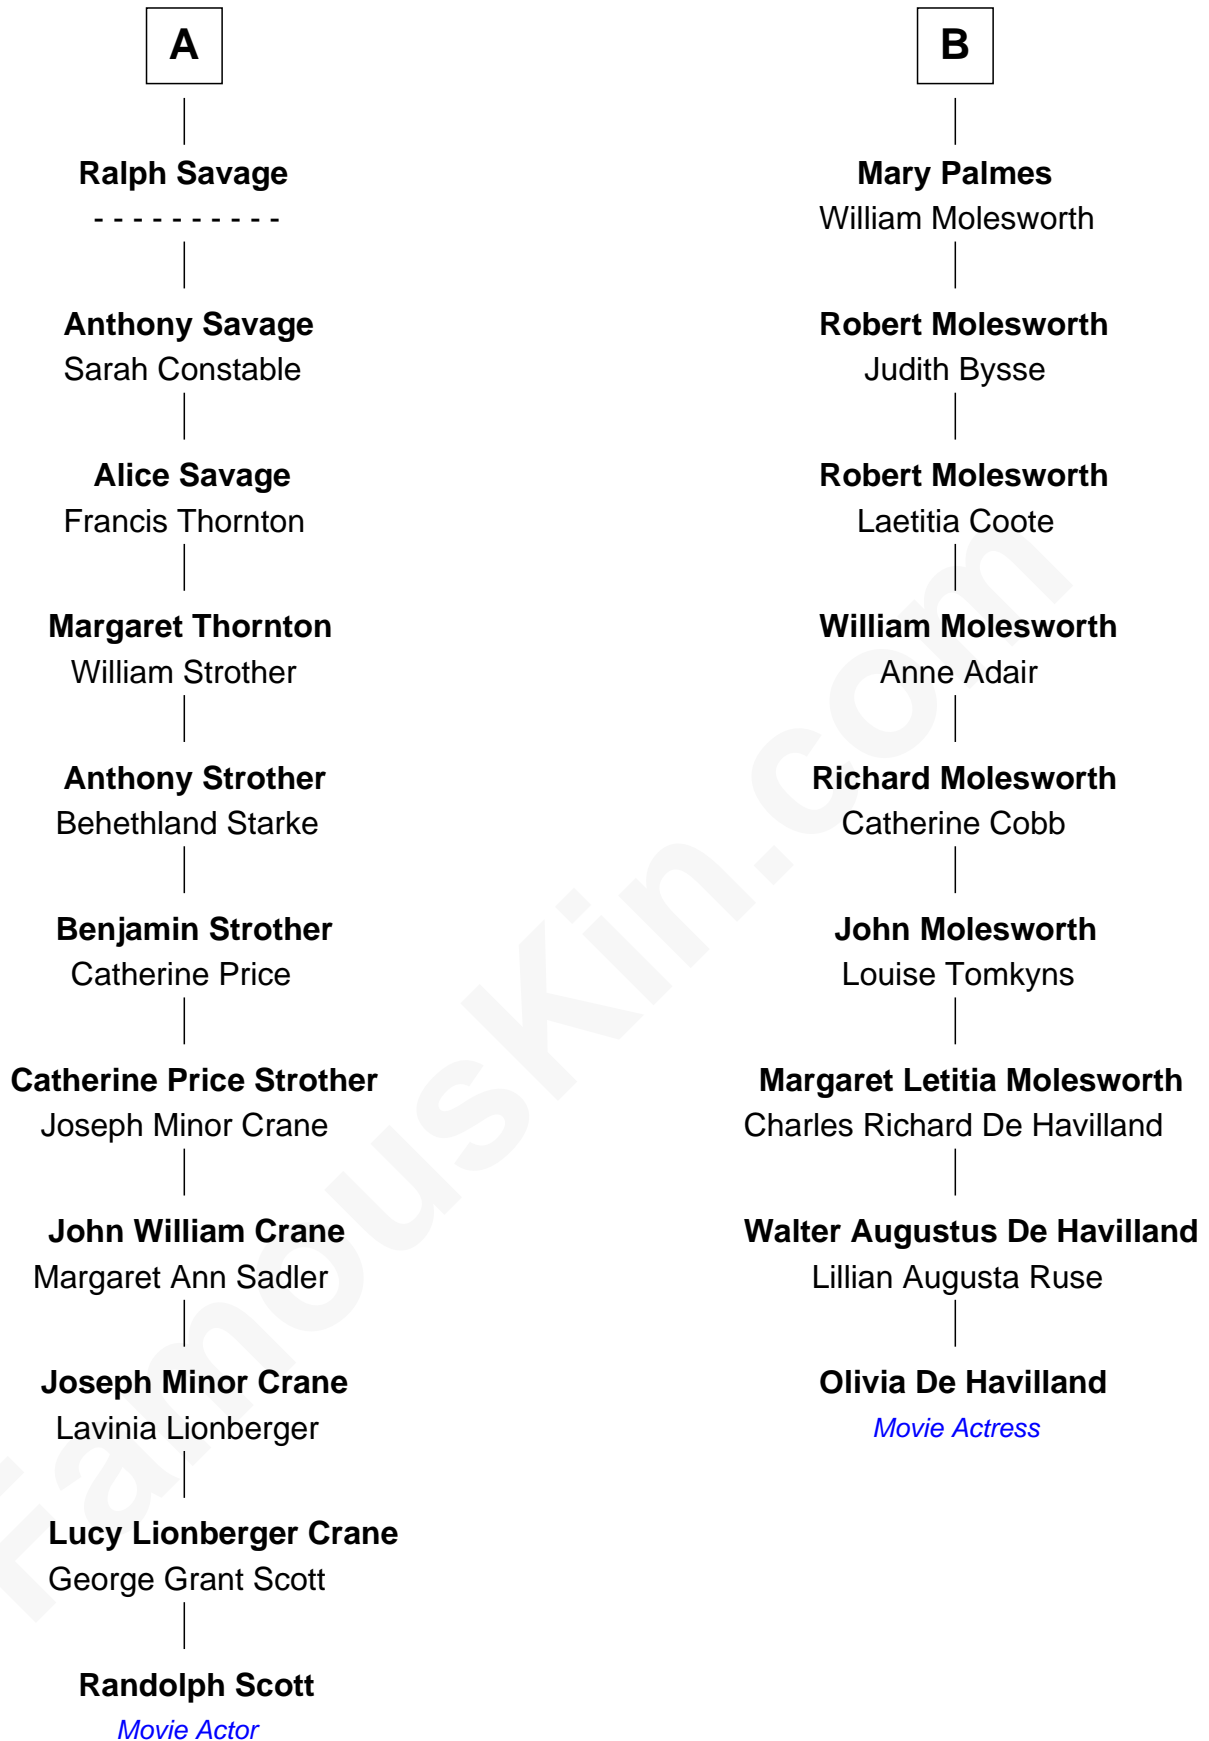 A
Ralph Savage
- - - - - - - - - -
Anthony Savage
Sarah Constable
Alice Savage
Francis Thornton
Margaret Thornton
William Strother
Anthony Strother
Behethland Starke
Benjamin Strother
Catherine Price
Catherine Price Strother
Joseph Minor Crane
John William Crane
Margaret Ann Sadler
Joseph Minor Crane
Lavinia Lionberger
Lucy Lionberger Crane
George Grant Scott
Randolph Scott
Movie Actor
B
Mary Palmes
William Molesworth
Robert Molesworth
Judith Bysse
Robert Molesworth
Laetitia Coote
William Molesworth
Anne Adair
Richard Molesworth
Catherine Cobb
John Molesworth
Louise Tomkyns
Margaret Letitia Molesworth
Charles Richard De Havilland
Walter Augustus De Havilland
Lillian Augusta Ruse
Olivia De Havilland
Movie Actress
FamousKin.com